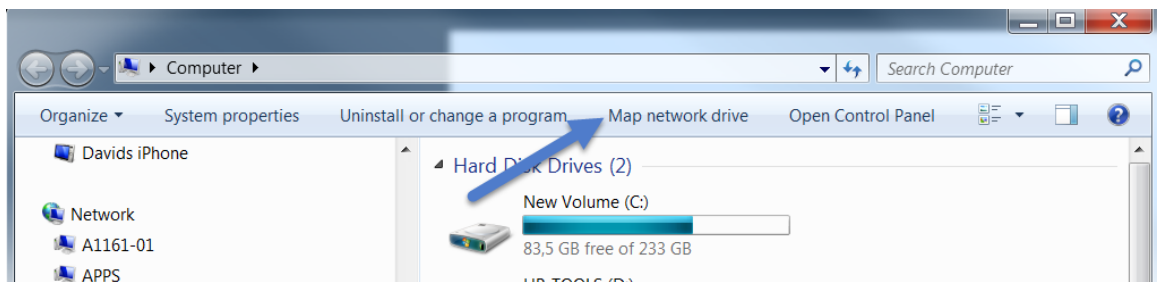 Computer
Search Computer
Organize System properties Uninstall or change a program Map network drive Open Control Panel
Davids iPhone
Network
A1161-01
APPS
Hard Disk Drives (2)
New Volume (C:)
83,5 GB free of 233 GB
HP_TOOLS (D:)